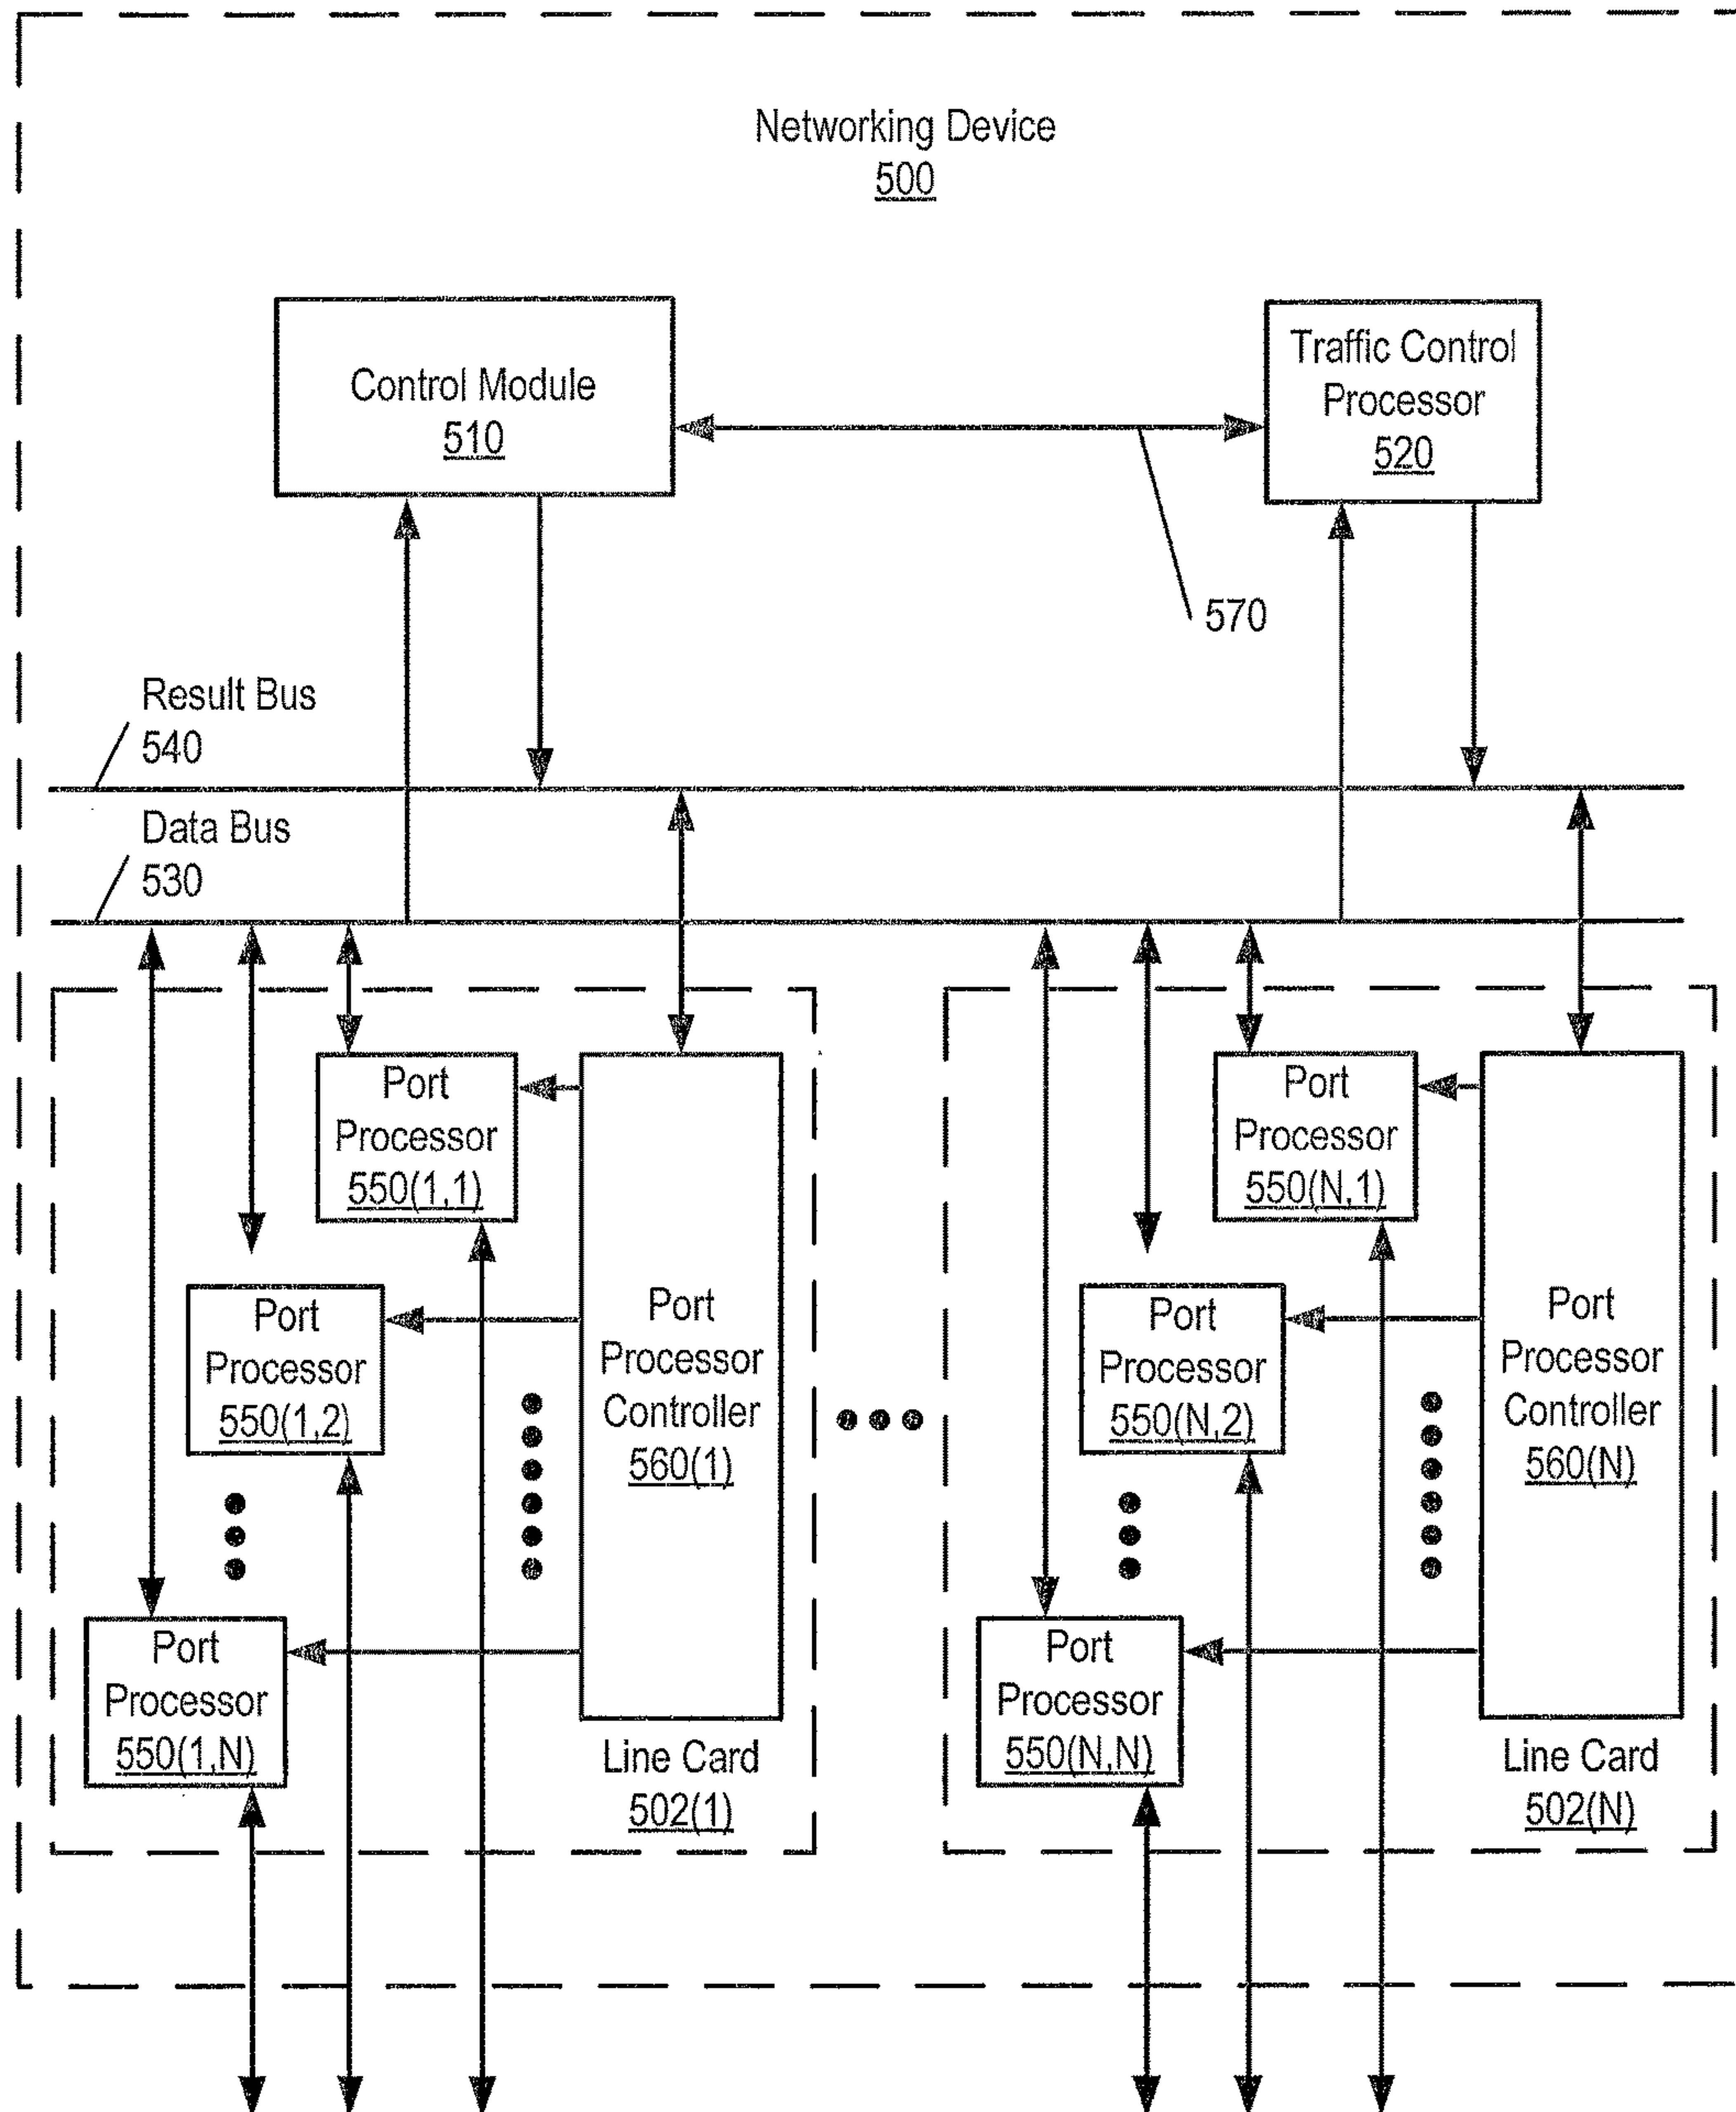 Networking Device
500
Control Module
510
Traffic Control
Processor
520
570
Result Bus
540
Data Bus
530
Port
Processor
550(1,1)
Port
Processor
550(1,2)
Port
Processor
550(1,N)
Port
Processor
Controller
560(1)
Line Card
502(1)
Port
Processor
550(N,1)
Port
Processor
550(N,2)
Port
Processor
550(N,N)
Port
Processor
Controller
560(N)
Line Card
502(N)